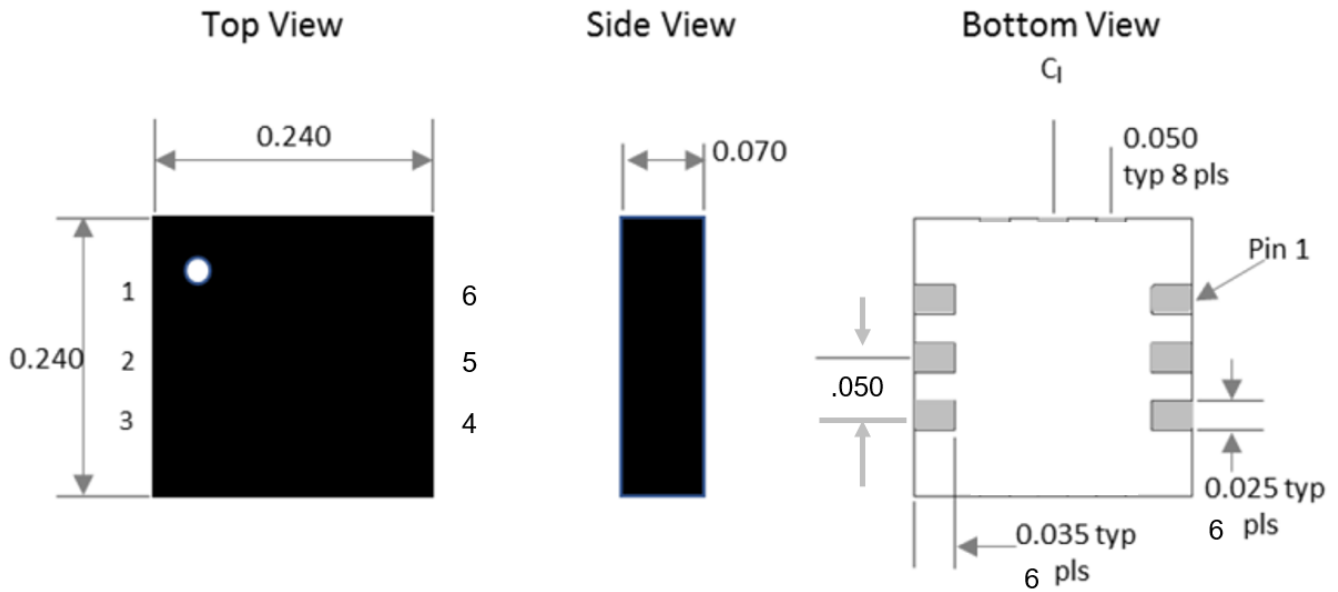 Top View
Side View
Bottom View
Cl
0.240
0.070
0.050
typ 8 pls
Pin 1
1
6
0.240
2
5
.050
3
4
0.025 typ
6 pls
0.035 typ
6 pls